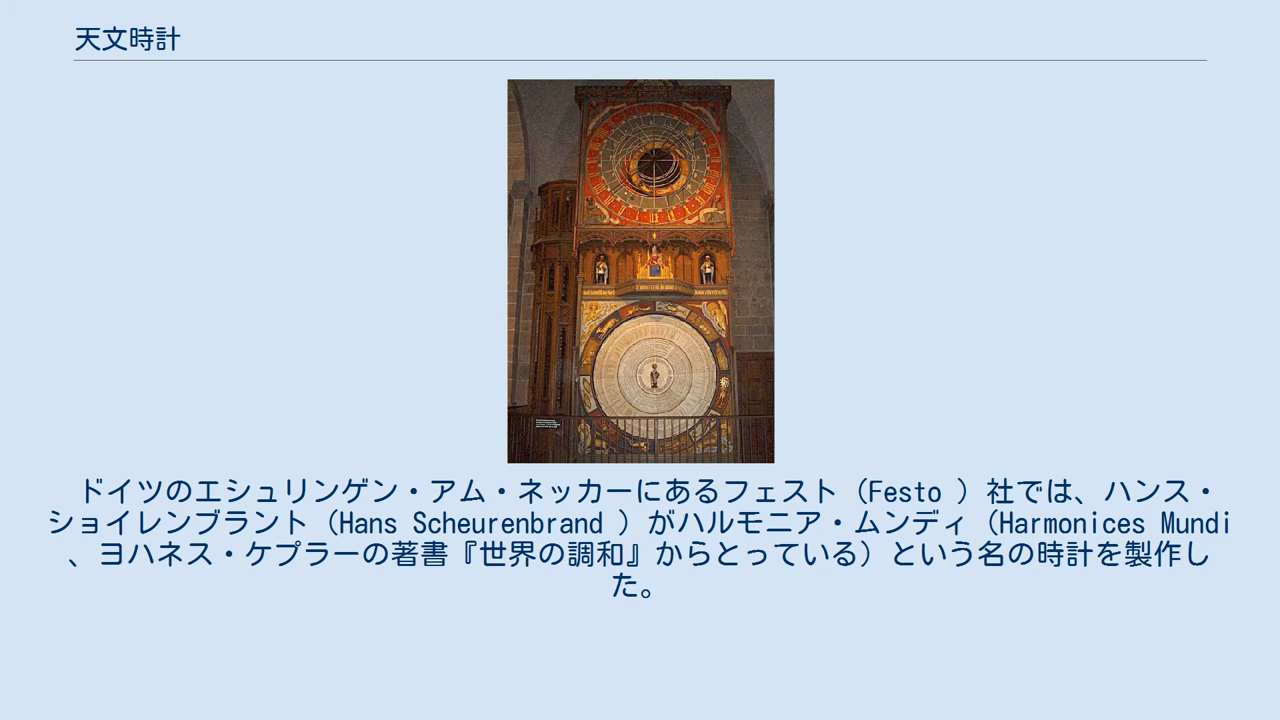 天文時計
ドイツのエシュリンゲン・アム・ネッカーにあるフェスト（Festo ）社では、ハンス・
ショイレンブラント（Hans Scheurenbrand ）がハルモニア・ムンディ（Harmonices Mundi
、ヨハネス・ケプラーの著書『世界の調和』からとっている）という名の時計を製作し
た。